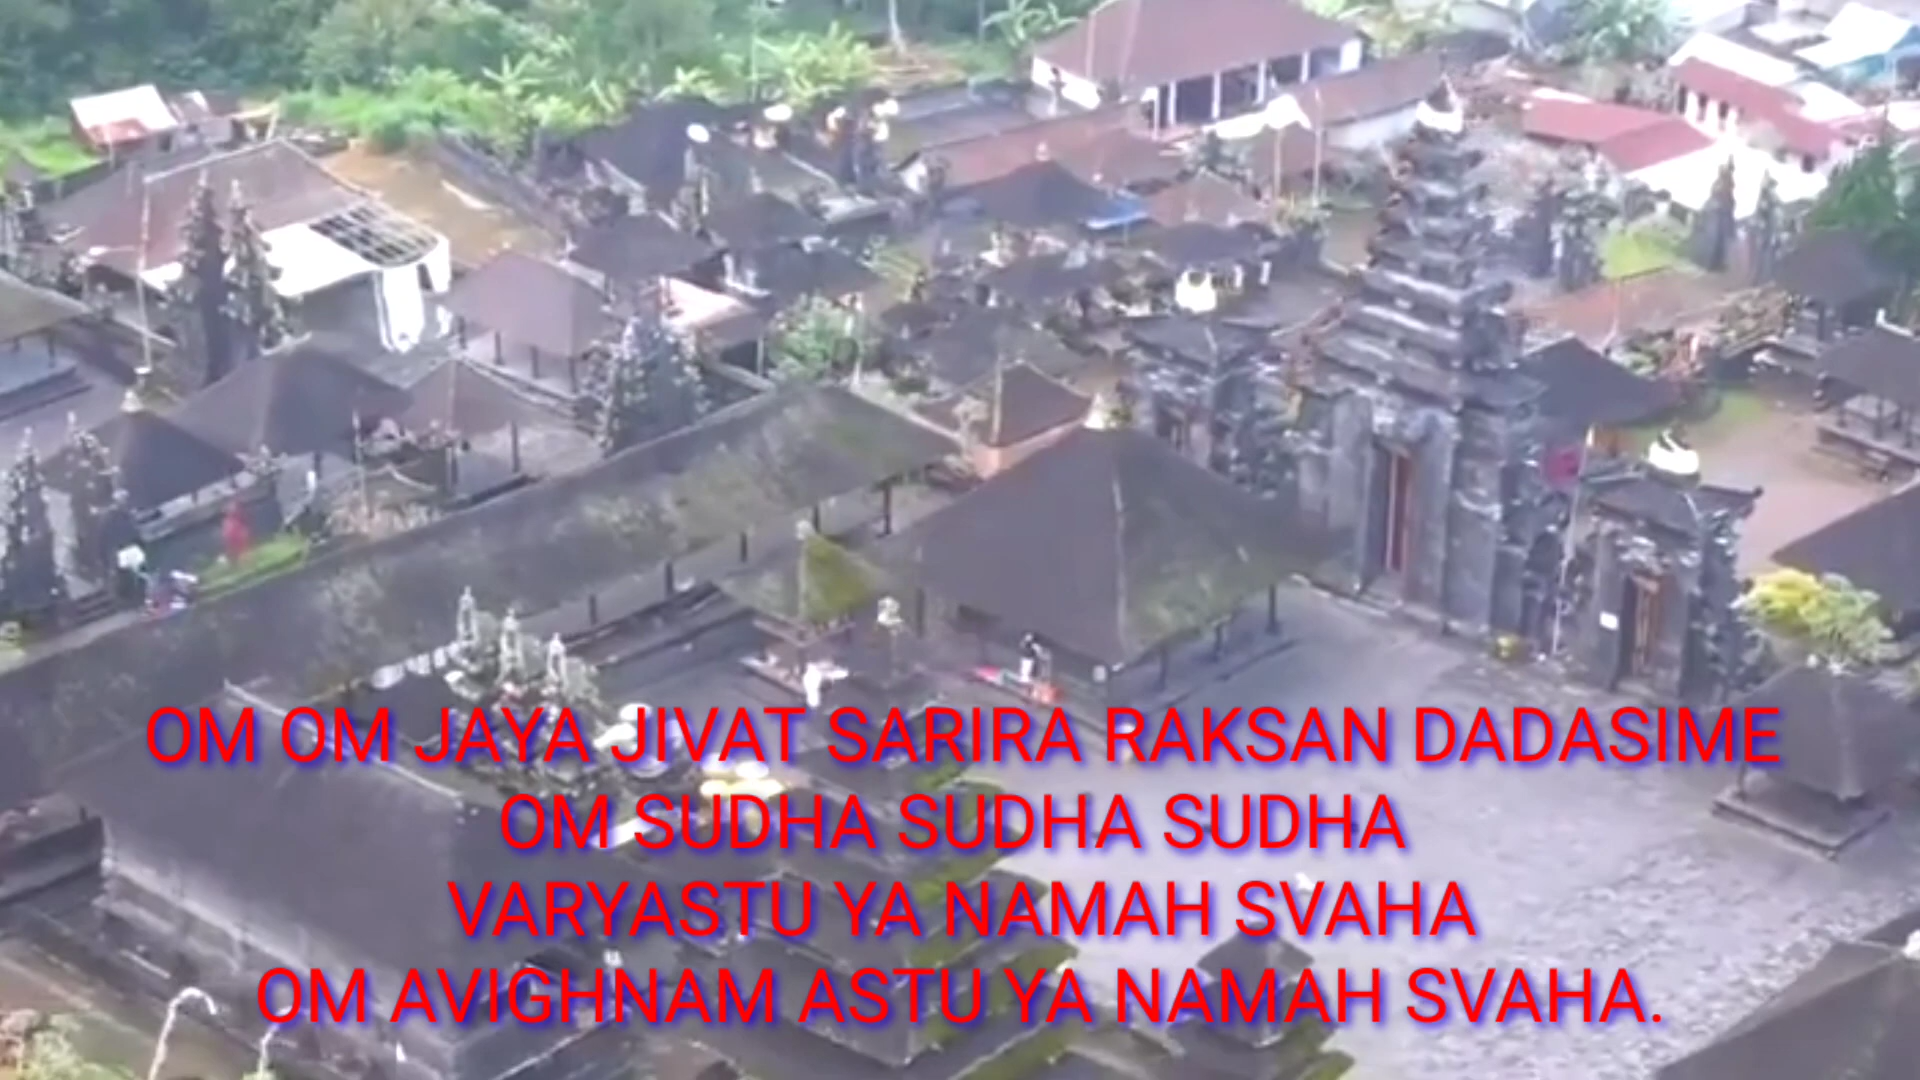 OM OM JAYA JIVAT SARIRA RAKSAN DADASIME
OM SUDHA SUDHA SUDHA
VARYASTU YA NAMAH SVAHA
OM AVIGHNAM ASTU YA NAMAH SVAHA.